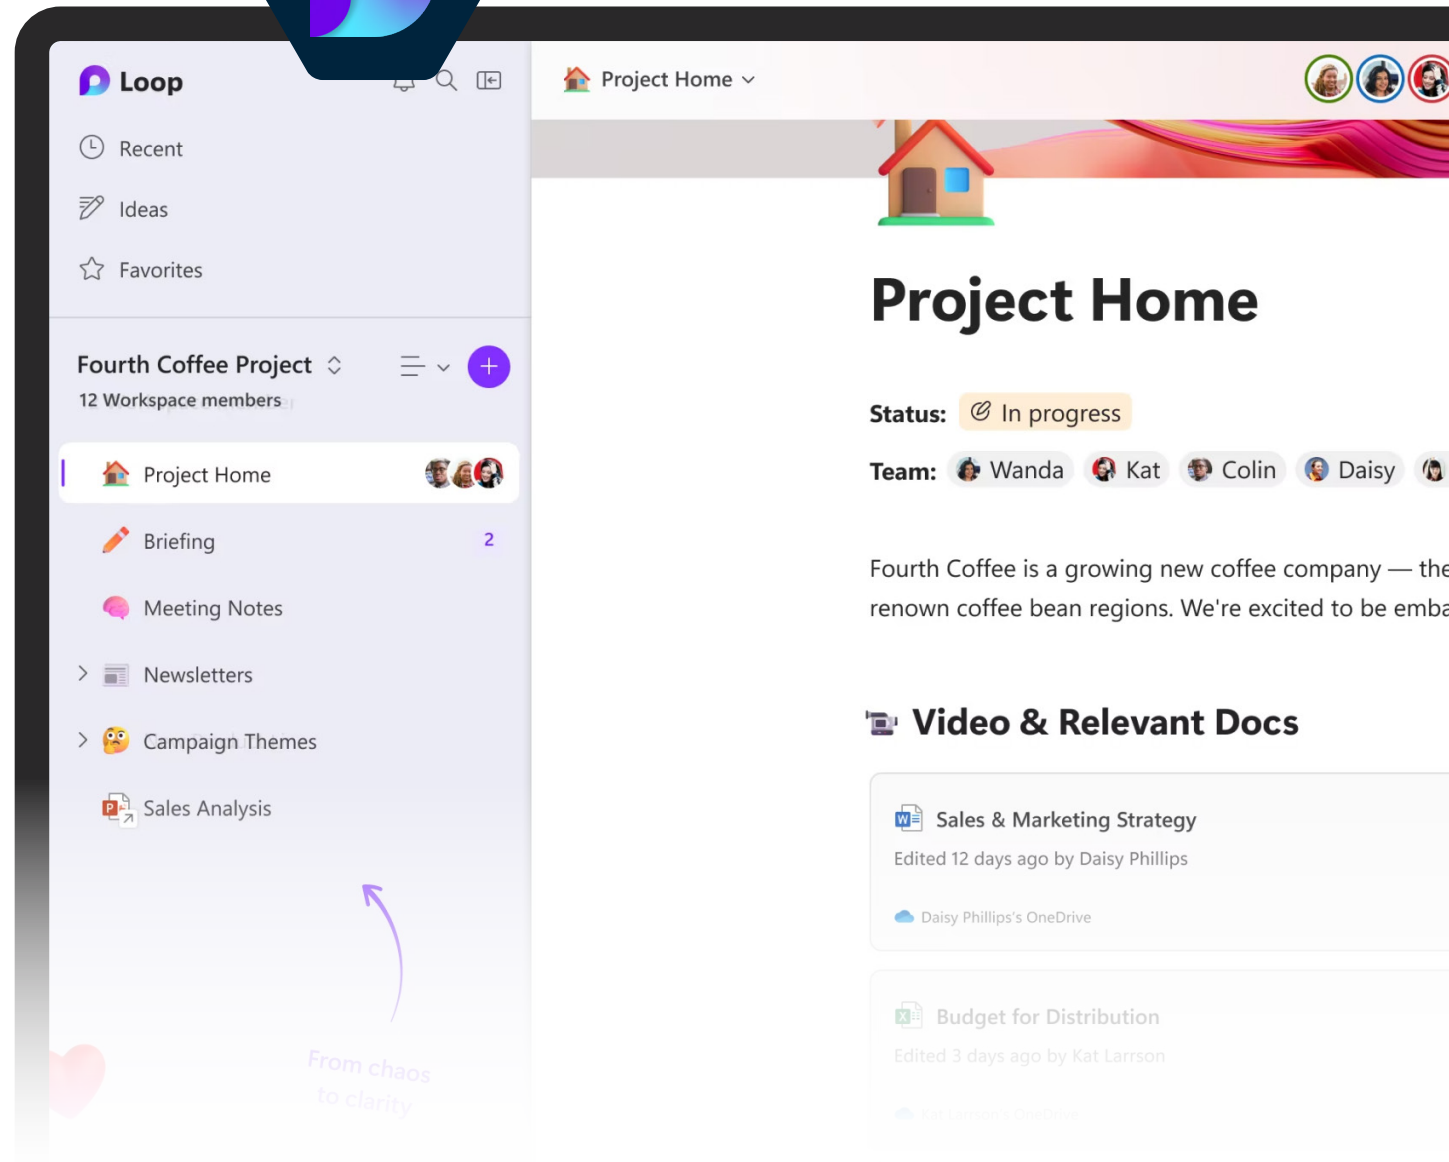 Loop
Project Home
Recent
Ideas
Favorites
Fourth Coffee Project
12 Workspace members
Project Home
Briefing 2
Meeting Notes
Newsletters
Campaign Themes
Sales Analysis
From chaos
to clarity
Project Home
Status: In progress
Team: Wanda Kat Colin Daisy
Fourth Coffee is a growing new coffee company — the
renown coffee bean regions. We're excited to be emba
Video & Relevant Docs
Sales & Marketing Strategy
Edited 12 days ago by Daisy Phillips
Daisy Phillips's OneDrive
Budget for Distribution
Edited 3 days ago by Kat Larrson
Kat Larrson's OneDrive